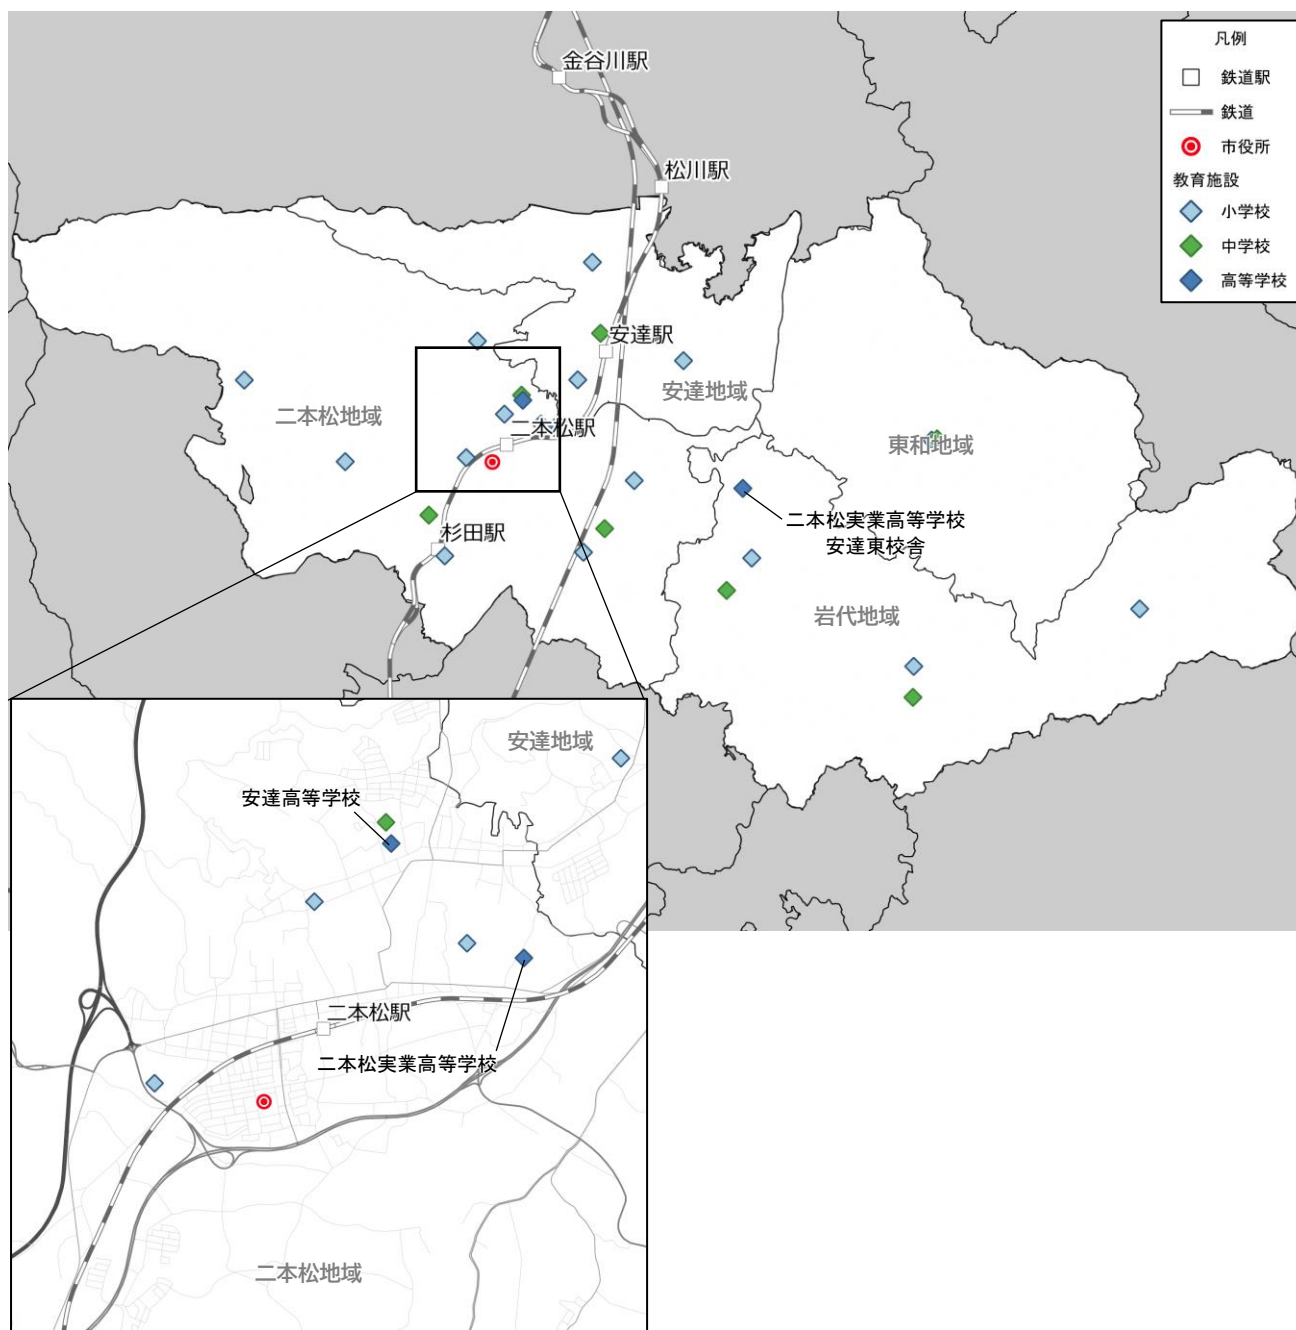 金谷川駅
松川駅
凡例
鉄道駅
鉄道
市役所
教育施設
小学校
中学校
高等学校
安達駅
安達地域
二本松地域
二本松駅
東和地域
杉田駅
二本松実業高等学校
安達東校舎
岩代地域
安達地域
安達高等学校
二本松駅
二本松実業高等学校
二本松地域